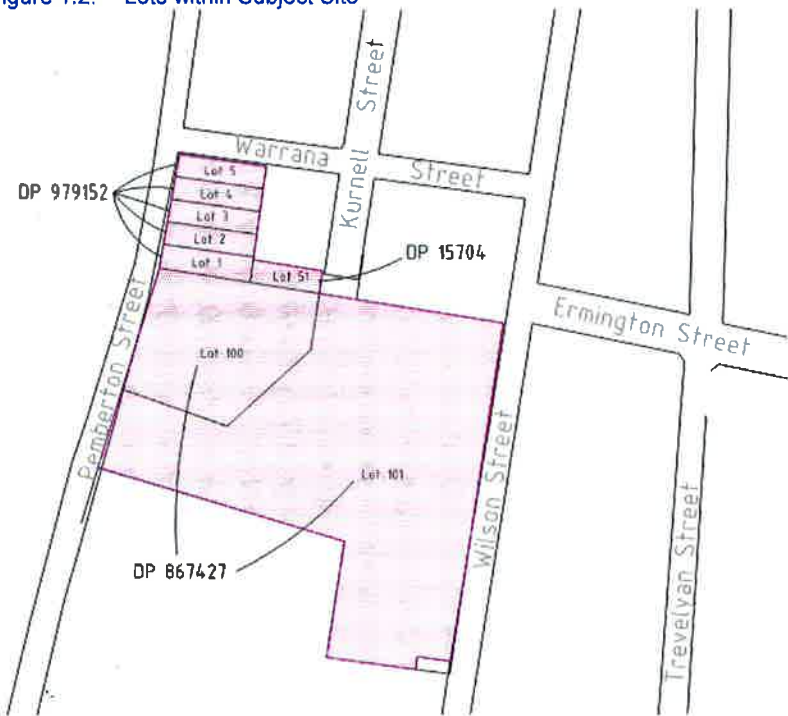 Figure 4.2: Lots within Subject Site
Warrana Street
Kurnell Street
Lot 5
DP 979152
Lot 4
Lot 3
Lot 2
Lot 1
Lot 51
DP 15704
Ermington Street
Pemberton Street
Lot 100
Lot 101
Wilson Street
DP 867427
Trevelyan Street